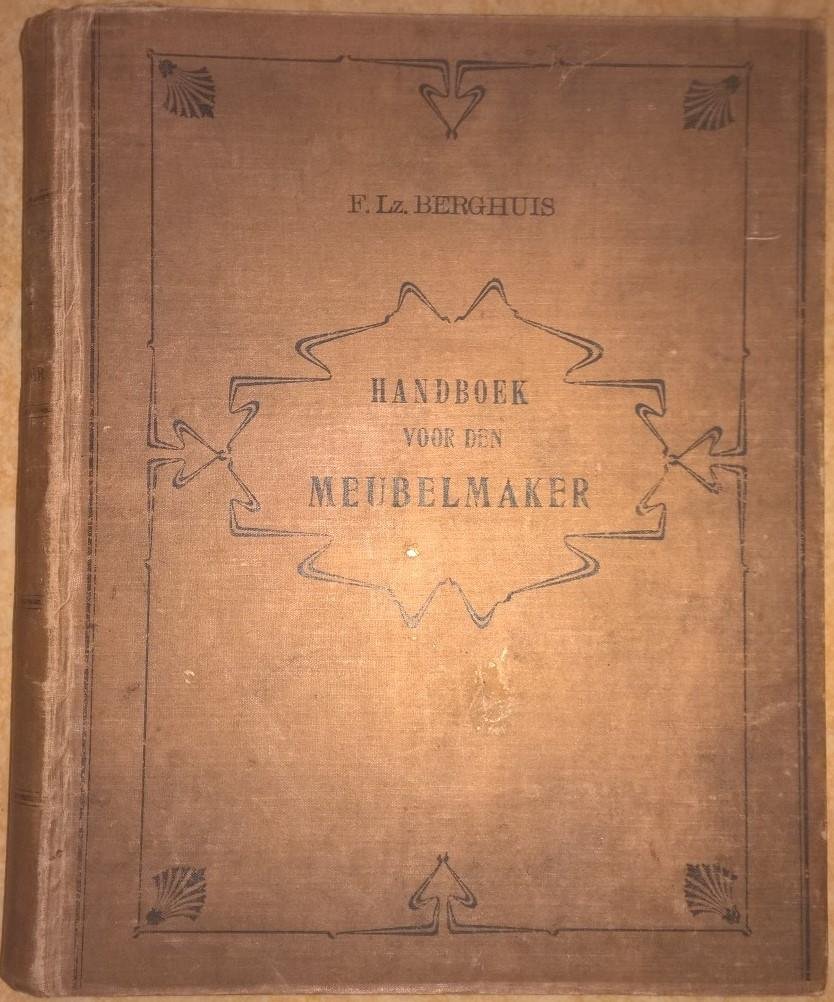 F. Lz. BERGHUIS
HANDBOEK
VOOR DEN
MEUBELMAKER